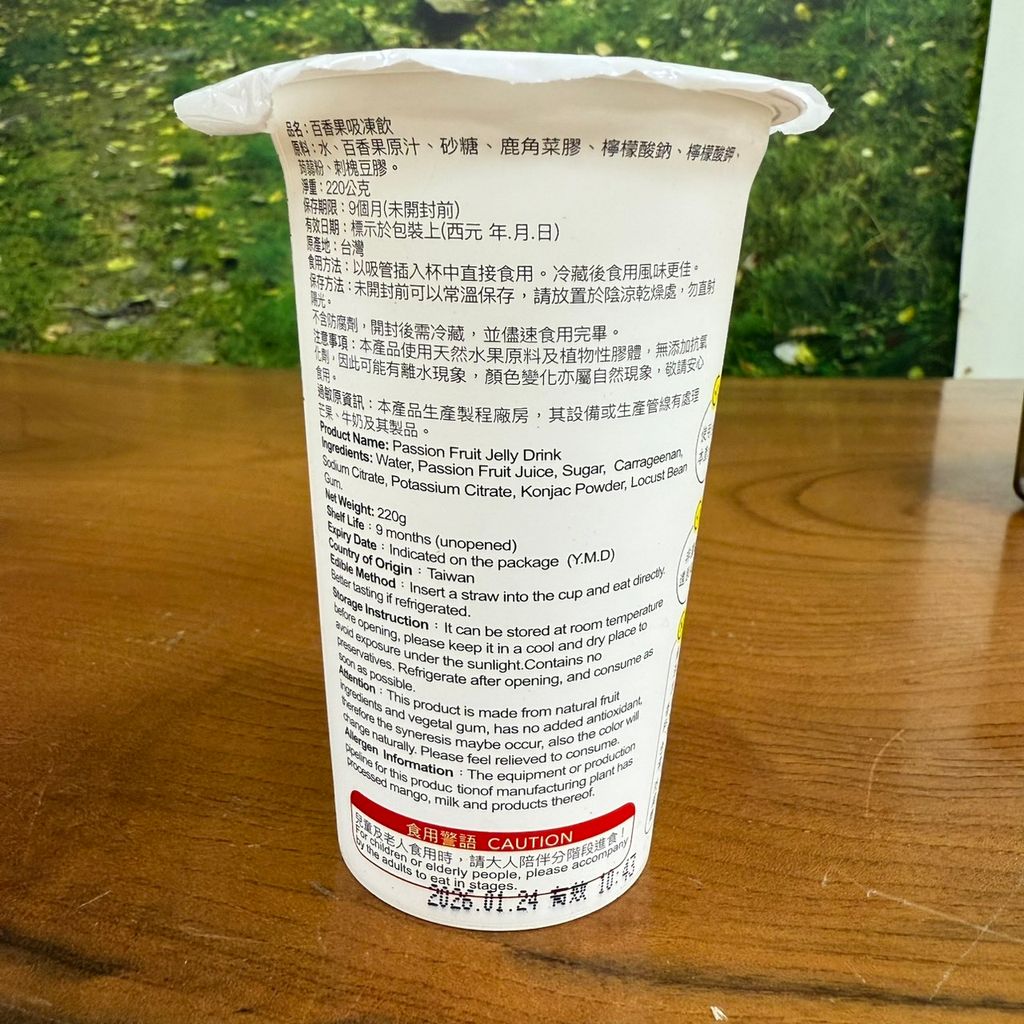 品名：百香果吸凍飲
原料：水、百香果原汁、砂糖、鹿角菜膠、檸檬酸鈉、檸檬酸鉀、
蒟蒻粉、刺槐豆膠。
淨重：220公克
保存期限：9個月(未開封前)
有效日期：標示於包裝上(西元 年.月.日)
原產地：台灣
食用方法：以吸管插入杯中直接食用。冷藏後食用風味更佳。
保存方法：未開封前可以常溫保存，請放置於陰涼乾燥處，勿直射
陽光。
不含防腐劑，開封後需冷藏，並儘速食用完畢。
注意事項：本產品使用天然水果原料及植物性膠體，無添加抗氧
化劑，因此可能有離水現象，顏色變化亦屬自然現象，敬請安心
食用。
過敏原資訊：本產品生產製程廠房，其設備或生產管線有處理
芒果、牛奶及其製品。
Product Name: Passion Fruit Jelly Drink
Ingredients: Water, Passion Fruit Juice, Sugar, Carrageenan,
Sodium Citrate, Potassium Citrate, Konjac Powder, Locust Bean
Gum.
Net Weight: 220g
Shelf Life：9 months (unopened)
Expiry Date：Indicated on the package (Y.M.D)
Country of Origin：Taiwan
Edible Method：Insert a straw into the cup and eat directly.
Better tasting if refrigerated.
Storage Instruction：It can be stored at room temperature
before opening, please keep it in a cool and dry place to
avoid exposure under the sunlight.Contains no
preservatives. Refrigerate after opening, and consume as
soon as possible.
Attention：This product is made from natural fruit
ingredients and vegetal gum, has no added antioxidant,
therefore the syneresis maybe occur, also the color will
change naturally. Please feel relieved to consume.
Allergen Information：The equipment or production
pipeline for this produc tionof manufacturing plant has
processed mango, milk and products thereof.
食用警語 CAUTION
兒童及老人食用時，請大人陪伴分階段進食！
For children or elderly people, please accompany
by the adults to eat in stages.
2026.01.24 有效 10:43